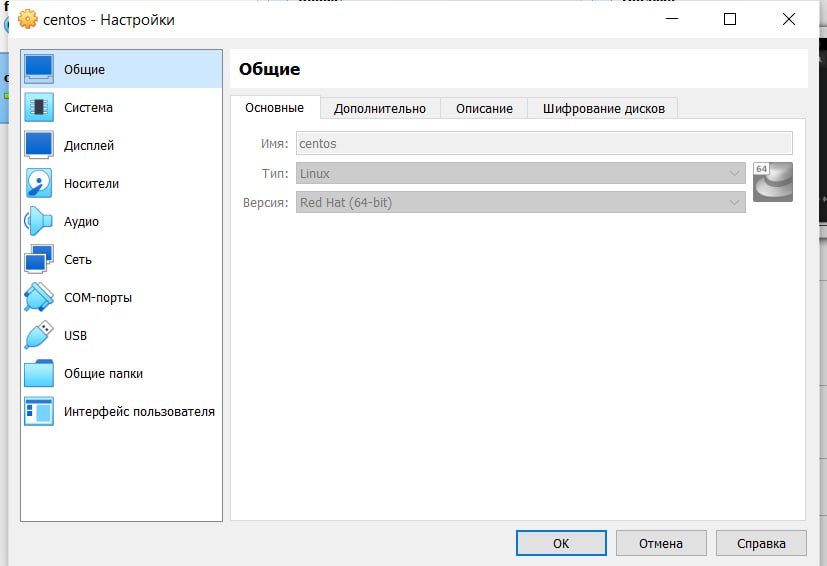 centos - Настройки
Общие
Система
Дисплей
Носители
Аудио
Сеть
COM-порты
USB
Общие папки
Интерфейс пользователя
Общие
Основные
Дополнительно
Описание
Шифрование дисков
Имя: centos
Тип: Linux
64
Версия: Red Hat (64-bit)
OK
Отмена
Справка